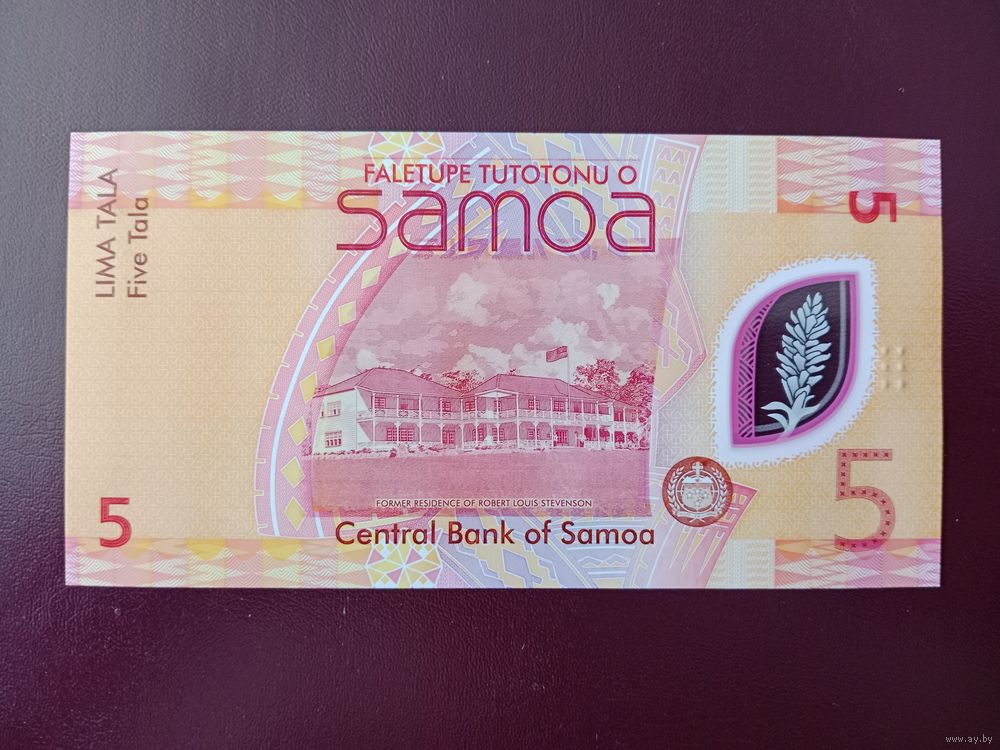 LIMA TALA
Five Tala
FALETUPE TUTOTONU O
samoa
5
FORMER RESIDENCE OF ROBERT LOUIS STEVENSON
Central Bank of Samoa
5
5
www.ay.by